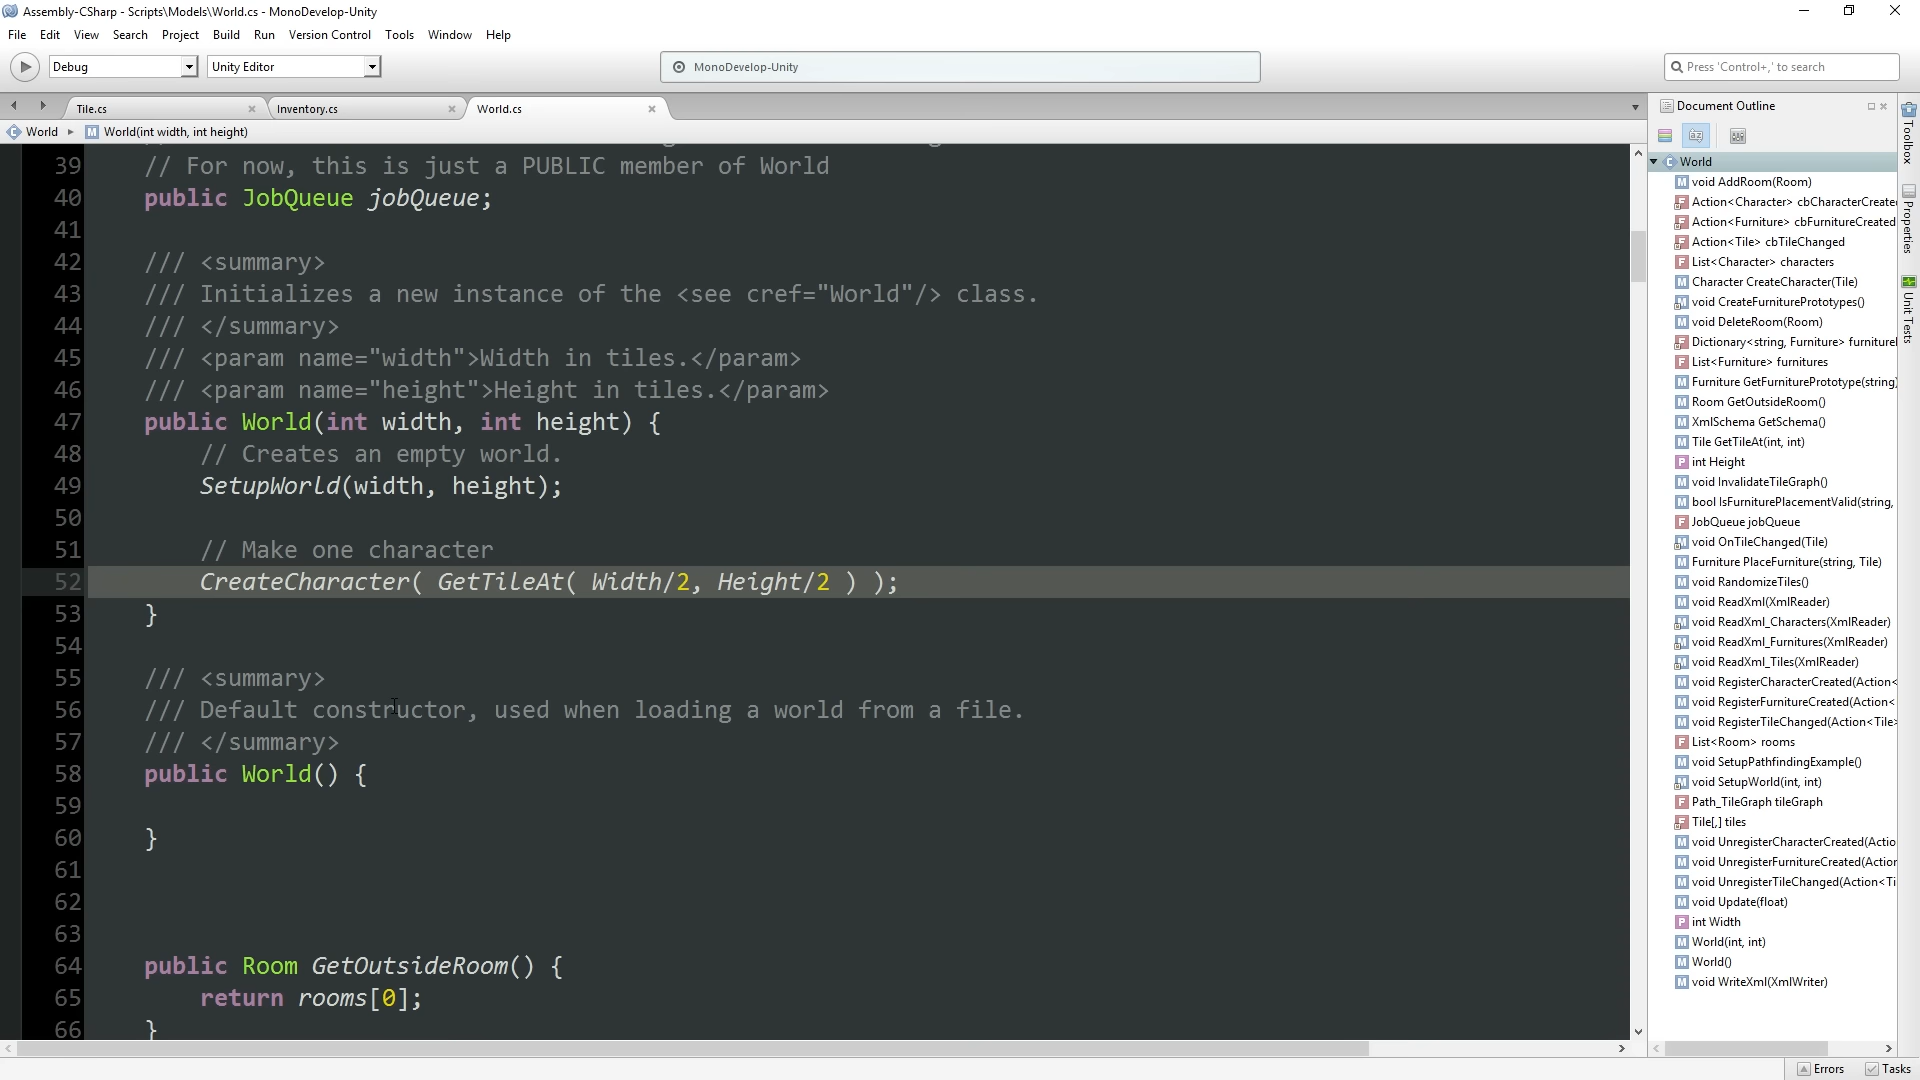 Assembly-CSharp - Scripts\Models\World.cs - MonoDevelop-Unity
File Edit View Search Project Build Run Version Control Tools Window Help
Debug Unity Editor MonoDevelop-Unity Press 'Control+,' to search
Tile.cs Inventory.cs World.cs
World World(int width, int height)
39 // For now, this is just a PUBLIC member of World
40 public JobQueue jobQueue;
41
42 /// <summary>
43 /// Initializes a new instance of the <see cref="World"/> class.
44 /// </summary>
45 /// <param name="width">Width in tiles.</param>
46 /// <param name="height">Height in tiles.</param>
47 public World(int width, int height) {
48 // Creates an empty world.
49 SetupWorld(width, height);
50
51 // Make one character
52 CreateCharacter( GetTileAt( Width/2, Height/2 ) );
53 }
54
55 /// <summary>
56 /// Default constructor, used when loading a world from a file.
57 /// </summary>
58 public World() {
59
60 }
61
62
63
64 public Room GetOutsideRoom() {
65 return rooms[0];
66 }
Document Outline
World
void AddRoom(Room)
Action<Character> cbCharacterCreate
Action<Furniture> cbFurnitureCreated
Action<Tile> cbTileChanged
List<Character> characters
Character CreateCharacter(Tile)
void CreateFurniturePrototypes()
void DeleteRoom(Room)
Dictionary<string, Furniture> furnitureI
List<Furniture> furnitures
Furniture GetFurniturePrototype(string)
Room GetOutsideRoom()
XmlSchema GetSchema()
Tile GetTileAt(int, int)
int Height
void InvalidateTileGraph()
bool IsFurniturePlacementValid(string,
JobQueue jobQueue
void OnTileChanged(Tile)
Furniture PlaceFurniture(string, Tile)
void RandomizeTiles()
void ReadXml(XmlReader)
void ReadXml_Characters(XmlReader)
void ReadXml_Furnitures(XmlReader)
void ReadXml_Tiles(XmlReader)
void RegisterCharacterCreated(Action<
void RegisterFurnitureCreated(Action<
void RegisterTileChanged(Action<Tile>
List<Room> rooms
void SetupPathfindingExample()
void SetupWorld(int, int)
Path_TileGraph tileGraph
Tile[,] tiles
void UnregisterCharacterCreated(Actio
void UnregisterFurnitureCreated(Action
void UnregisterTileChanged(Action<Ti
void Update(float)
int Width
World(int, int)
World()
void WriteXml(XmlWriter)
Toolbox
Properties
Unit Tests
Errors Tasks